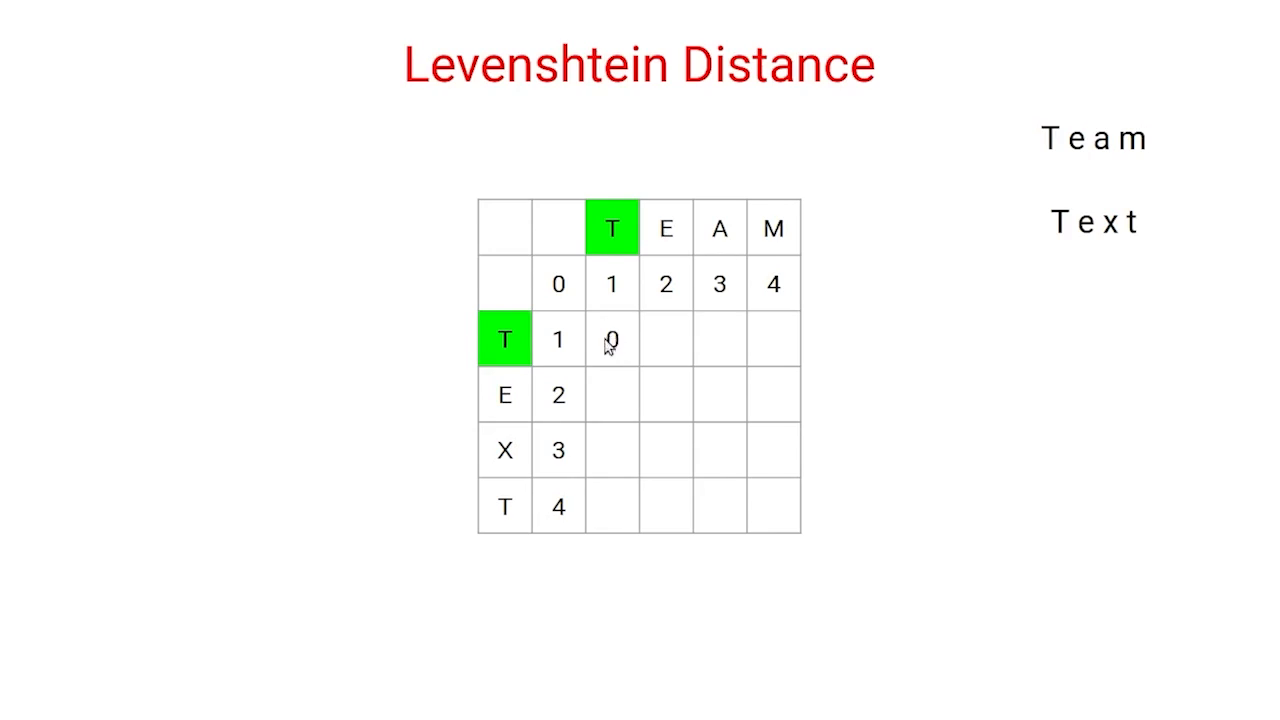 Levenshtein Distance
Team
Text
T E A M
0 1 2 3 4
T 1 0
E 2
X 3
T 4